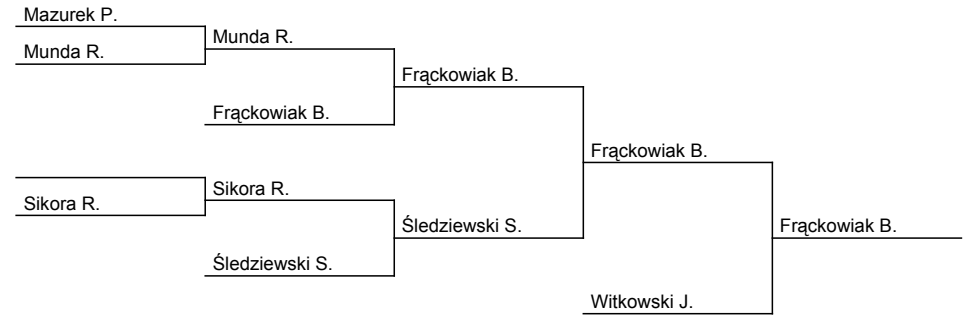 Mazurek P.
Munda R.
Munda R.
Frąckowiak B.
Frąckowiak B.
Frąckowiak B.
Sikora R.
Sikora R.
Śledziewski S.
Frąckowiak B.
Śledziewski S.
Witkowski J.